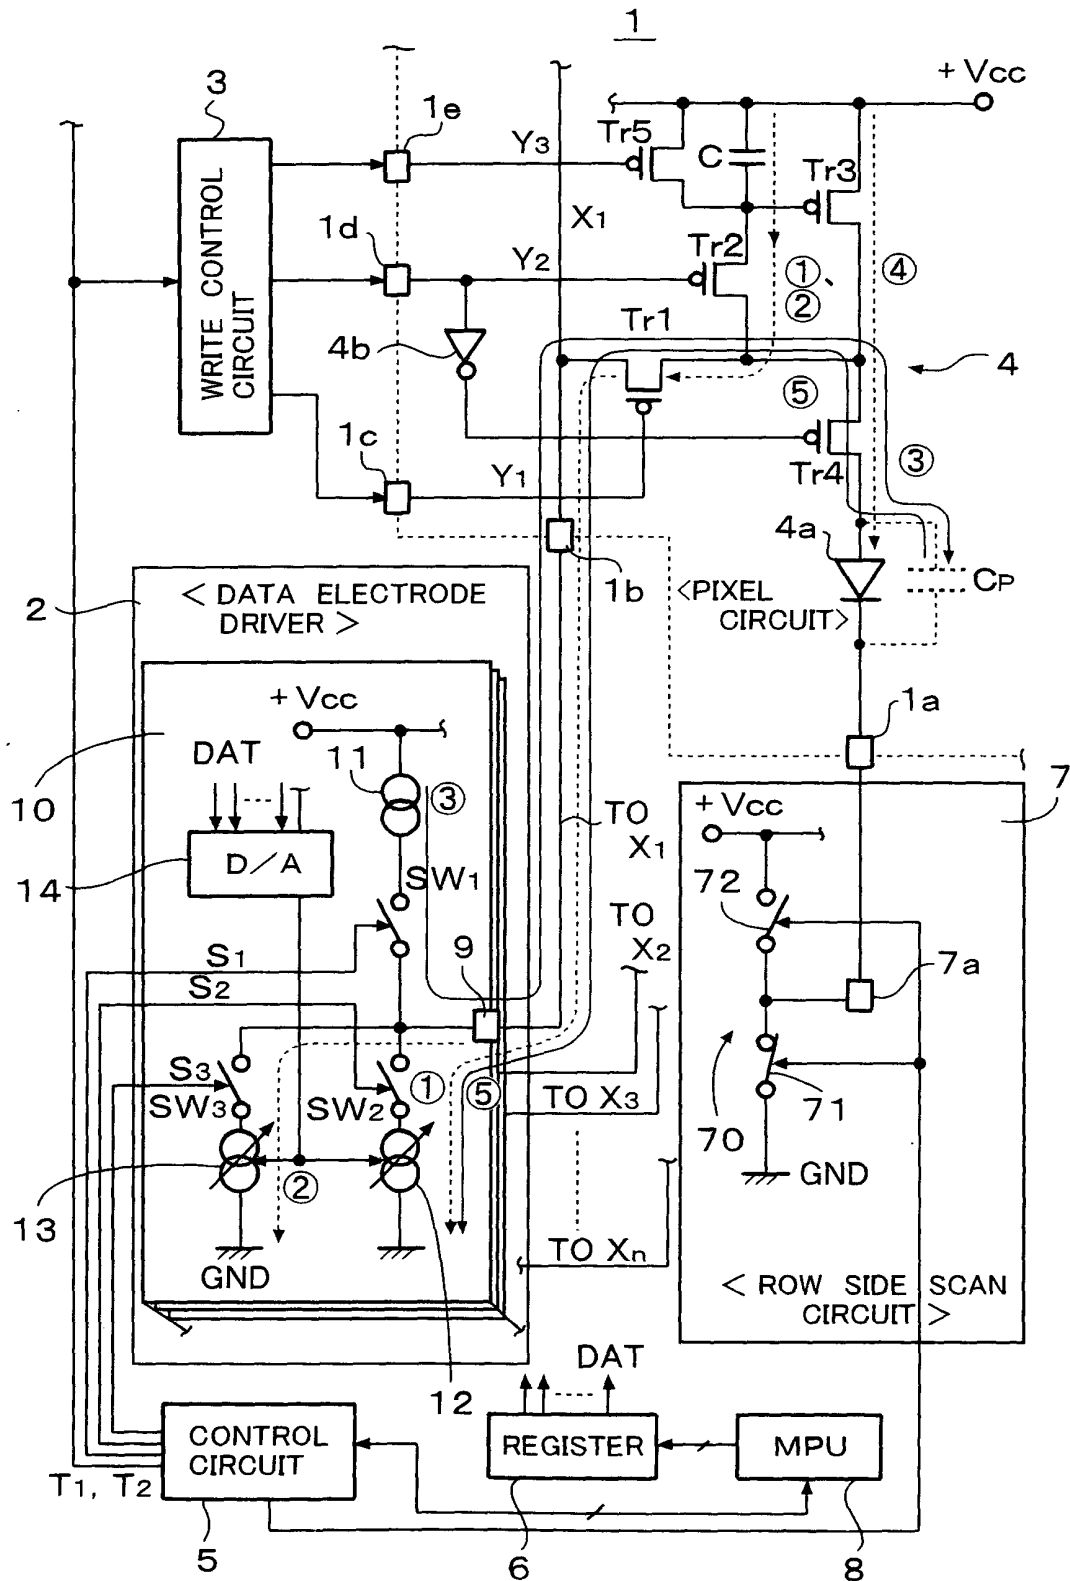 1
+ Vcc
3
1e
Y3
Tr5
C
Tr3
X1
1d
Y2
Tr2
①、
②
④
WRITE CONTROL
CIRCUIT
4b
Tr1
4
⑤
1c
Y1
Tr4
③
4a
CP
1b
<PIXEL
CIRCUIT>
2
< DATA ELECTRODE
DRIVER >
+ Vcc
1a
DAT
11
③
10
7
TO
X1
+ Vcc
D/A
14
SW1
72
TO
X2
9
S1
S2
7a
S3
SW3
SW2
①
⑤
TO X3
71
70
②
13
GND
TO Xn
GND
< ROW SIDE SCAN
CIRCUIT >
12
DAT
CONTROL
CIRCUIT
REGISTER
MPU
T1, T2
5
6
8